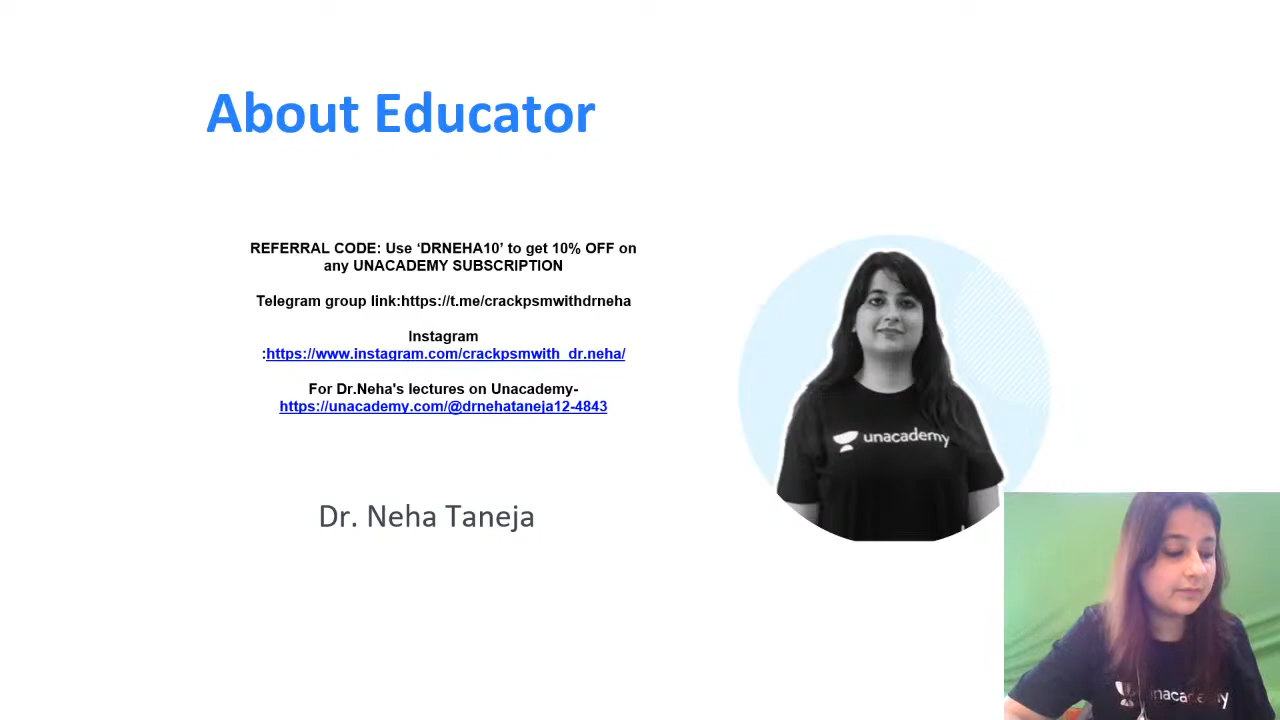 About Educator
REFERRAL CODE: Use ‘DRNEHA10’ to get 10% OFF on
any UNACADEMY SUBSCRIPTION
Telegram group link:https://t.me/crackpsmwithdrneha
Instagram
:https://www.instagram.com/crackpsmwith_dr.neha/
For Dr.Neha's lectures on Unacademy-
https://unacademy.com/@drnehataneja12-4843
unacademy
Dr. Neha Taneja
unacademy